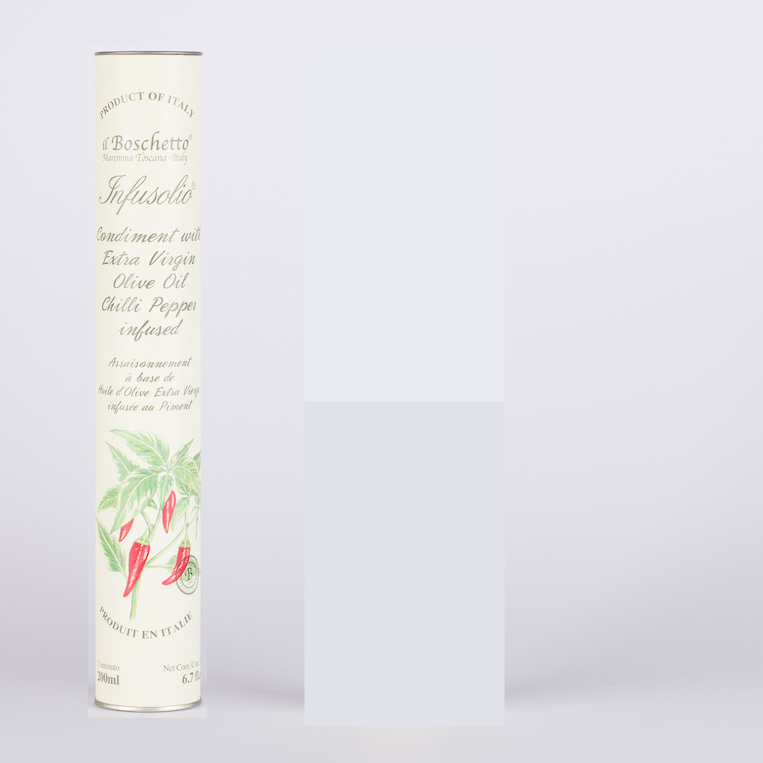 PRODUCT OF ITALY
il Boschetto®
Maremma Toscana - Italy
Infusolio®
Condiment with
Extra Virgin
Olive Oil
Chilli Pepper
infused
Assaisonnement
à base de
Huile d'Olive Extra Vierge
infusée au Piment
B
PRODUIT EN ITALIE
Contenuto Net Cont.
200ml 6.7